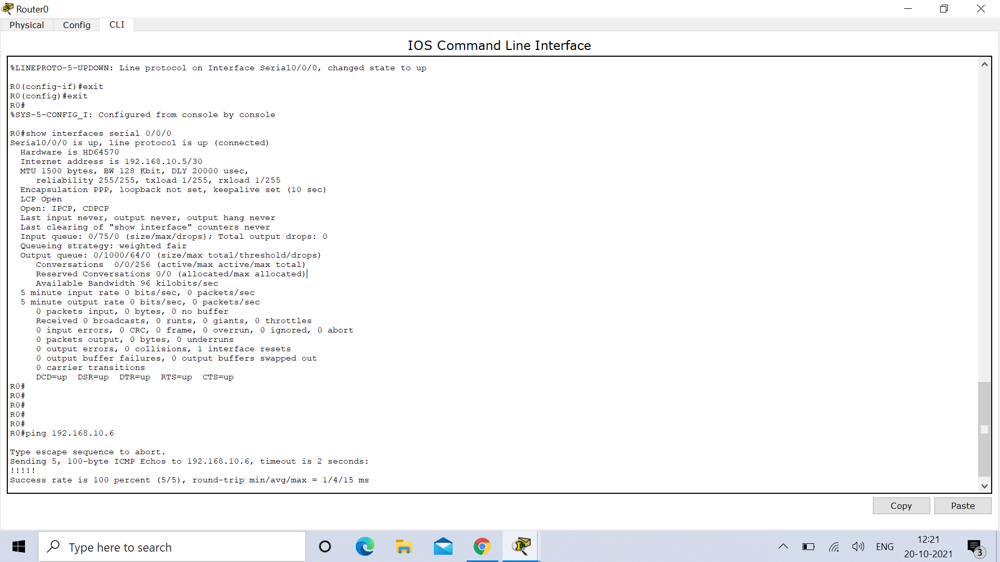 Router0
Physical Config CLI
IOS Command Line Interface
%LINEPROTO-5-UPDOWN: Line protocol on Interface Serial0/0/0, changed state to up
R0(config-if)#exit
R0(config)#exit
R0#
%SYS-5-CONFIG_I: Configured from console by console
R0#show interfaces serial 0/0/0
Serial0/0/0 is up, line protocol is up (connected)
Hardware is HD64570
Internet address is 192.168.10.5/30
MTU 1500 bytes, BW 128 Kbit, DLY 20000 usec,
reliability 255/255, txload 1/255, rxload 1/255
Encapsulation PPP, loopback not set, keepalive set (10 sec)
LCP Open
Open: IPCP, CDPCP
Last input never, output never, output hang never
Last clearing of "show interface" counters never
Input queue: 0/75/0 (size/max/drops); Total output drops: 0
Queueing strategy: weighted fair
Output queue: 0/1000/64/0 (size/max total/threshold/drops)
Conversations  0/0/256 (active/max active/max total)
Reserved Conversations 0/0 (allocated/max allocated)
Available Bandwidth 96 kilobits/sec
5 minute input rate 0 bits/sec, 0 packets/sec
5 minute output rate 0 bits/sec, 0 packets/sec
0 packets input, 0 bytes, 0 no buffer
Received 0 broadcasts, 0 runts, 0 giants, 0 throttles
0 input errors, 0 CRC, 0 frame, 0 overrun, 0 ignored, 0 abort
0 packets output, 0 bytes, 0 underruns
0 output errors, 0 collisions, 1 interface resets
0 output buffer failures, 0 output buffers swapped out
0 carrier transitions
DCD=up  DSR=up  DTR=up  RTS=up  CTS=up
R0#
R0#
R0#
R0#
R0#
R0#ping 192.168.10.6
Type escape sequence to abort.
Sending 5, 100-byte ICMP Echos to 192.168.10.6, timeout is 2 seconds:
!!!!!
Success rate is 100 percent (5/5), round-trip min/avg/max = 1/4/15 ms
Copy Paste
Type here to search
ENG
12:21
20-10-2021
3